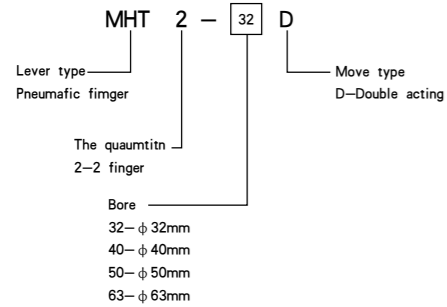 MHT 2 — 32 D
Lever type
Pneumafic fimger
Move type
D—Double acting
The quaumtitn
2—2 finger
Bore
32— ϕ 32mm
40— ϕ 40mm
50— ϕ 50mm
63— ϕ 63mm